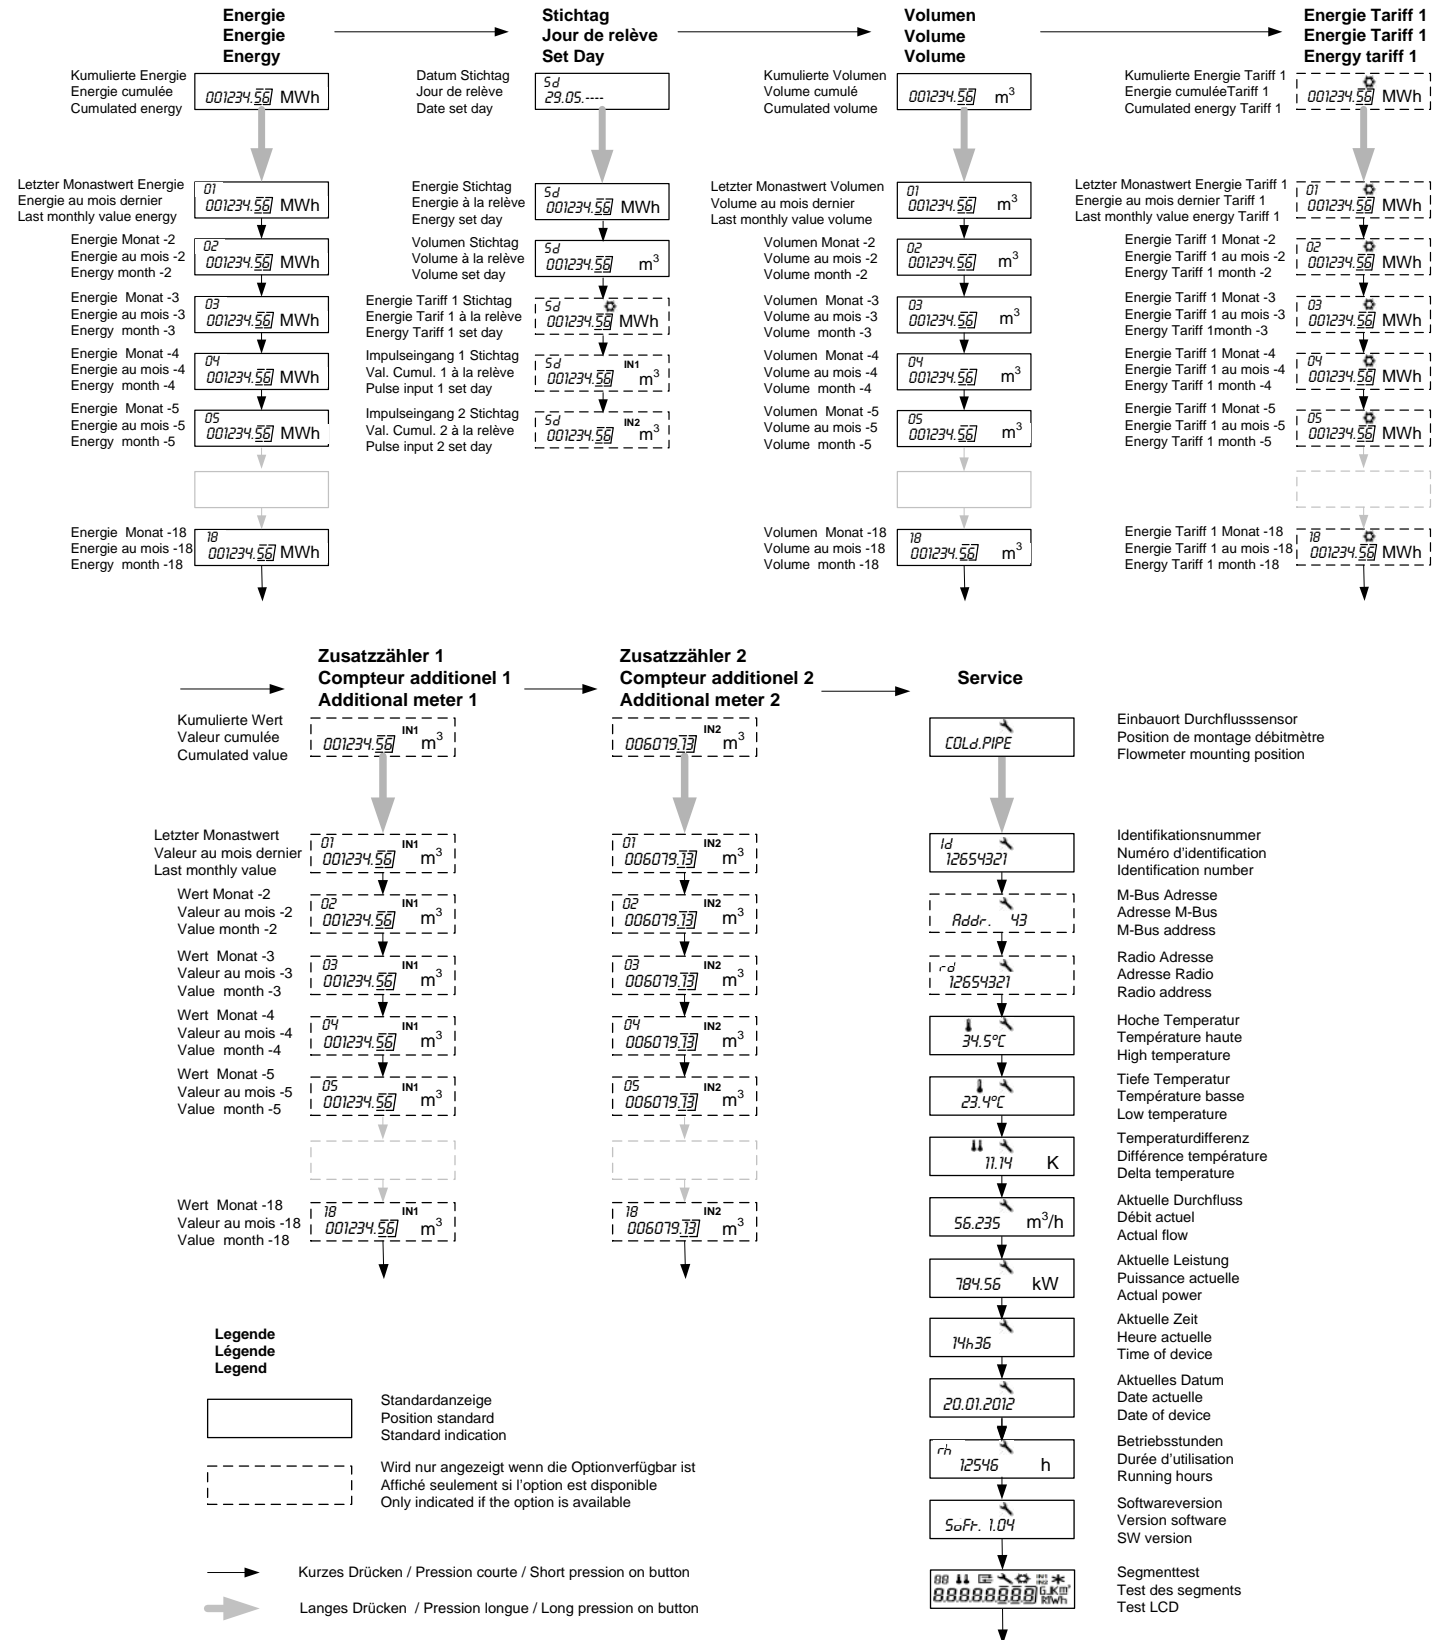 Energie
Energie
Energy
Kumulierte Energie
Energie cumulée
Cumulated energy
001234.56 MWh
Letzter Monastwert Energie
Energie au mois dernier
Last monthly value energy
01
001234.56 MWh
Energie Monat -2
Energie au mois -2
Energy month -2
02
001234.56 MWh
Energie Monat -3
Energie au mois -3
Energy month -3
03
001234.56 MWh
Energie Monat -4
Energie au mois -4
Energy month -4
04
001234.56 MWh
Energie Monat -5
Energie au mois -5
Energy month -5
05
001234.56 MWh
Energie Monat -18
Energie au mois -18
Energy month -18
18
001234.56 MWh
Stichtag
Jour de relève
Set Day
Datum Stichtag
Jour de relève
Date set day
Sd
29.05.----
Energie Stichtag
Energie à la relève
Energy set day
Sd
001234.56 MWh
Volumen Stichtag
Volume à la relève
Volume set day
Sd
001234.56 m³
Energie Tariff 1 Stichtag
Energie Tarif 1 à la relève
Energy Tariff 1 set day
Sd
001234.56 MWh
Impulseingang 1 Stichtag
Val. Cumul. 1 à la relève
Pulse input 1 set day
Sd IN1
001234.56 m³
Impulseingang 2 Stichtag
Val. Cumul. 2 à la relève
Pulse input 2 set day
Sd IN2
001234.56 m³
Volumen
Volume
Volume
Kumulierte Volumen
Volume cumulé
Cumulated volume
001234.56 m³
Letzter Monastwert Volumen
Volume au mois dernier
Last monthly value volume
01
001234.56 m³
Volumen Monat -2
Volume au mois -2
Volume month -2
02
001234.56 m³
Volumen Monat -3
Volume au mois -3
Volume month -3
03
001234.56 m³
Volumen Monat -4
Volume au mois -4
Volume month -4
04
001234.56 m³
Volumen Monat -5
Volume au mois -5
Volume month -5
05
001234.56 m³
Volumen Monat -18
Volume au mois -18
Volume month -18
18
001234.56 m³
Energie Tariff 1
Energie Tariff 1
Energy tariff 1
Kumulierte Energie Tariff 1
Energie cumuléeTariff 1
Cumulated energy Tariff 1
001234.56 MWh
Letzter Monastwert Energie Tariff 1
Energie au mois dernier Tariff 1
Last monthly value energy Tariff 1
01
001234.56 MWh
Energie Tariff 1 Monat -2
Energie Tariff 1 au mois -2
Energy Tariff 1 month -2
02
001234.56 MWh
Energie Tariff 1 Monat -3
Energie Tariff 1 au mois -3
Energy Tariff 1month -3
03
001234.56 MWh
Energie Tariff 1 Monat -4
Energie Tariff 1 au mois -4
Energy Tariff 1 month -4
04
001234.56 MWh
Energie Tariff 1 Monat -5
Energie Tariff 1 au mois -5
Energy Tariff 1 month -5
05
001234.56 MWh
Energie Tariff 1 Monat -18
Energie Tariff 1 au mois -18
Energy Tariff 1 month -18
18
001234.56 MWh
Zusatzzähler 1
Compteur additionel 1
Additional meter 1
Kumulierte Wert
Valeur cumulée
Cumulated value
IN1
001234.56 m³
Letzter Monastwert
Valeur au mois dernier
Last monthly value
01 IN1
001234.56 m³
Wert Monat -2
Valeur au mois -2
Value month -2
02 IN1
001234.56 m³
Wert Monat -3
Valeur au mois -3
Value month -3
03 IN1
001234.56 m³
Wert Monat -4
Valeur au mois -4
Value month -4
04 IN1
001234.56 m³
Wert Monat -5
Valeur au mois -5
Value month -5
05 IN1
001234.56 m³
Wert Monat -18
Valeur au mois -18
Value month -18
18 IN1
001234.56 m³
Zusatzzähler 2
Compteur additionel 2
Additional meter 2
IN2
006079.73 m³
01 IN2
006079.73 m³
02 IN2
006079.73 m³
03 IN2
006079.73 m³
04 IN2
006079.73 m³
05 IN2
006079.73 m³
18 IN2
006079.73 m³
Service
COLd.PIPE
Einbauort Durchflusssensor
Position de montage débitmètre
Flowmeter mounting position
Id
12654321
Identifikationsnummer
Numéro d'identification
Identification number
Addr. 43
M-Bus Adresse
Adresse M-Bus
M-Bus address
rd
12654321
Radio Adresse
Adresse Radio
Radio address
34.5°C
Hoche Temperatur
Température haute
High temperature
23.4°C
Tiefe Temperatur
Température basse
Low temperature
11.14 K
Temperaturdifferenz
Différence température
Delta temperature
56.235 m³/h
Aktuelle Durchfluss
Débit actuel
Actual flow
784.56 kW
Aktuelle Leistung
Puissance actuelle
Actual power
14h36
Aktuelle Zeit
Heure actuelle
Time of device
20.01.2012
Aktuelles Datum
Date actuelle
Date of device
rh
12546 h
Betriebsstunden
Durée d'utilisation
Running hours
SoFt. 1.04
Softwareversion
Version software
SW version
88 IN1 IN2
88888888
Segmenttest
Test des segments
Test LCD
Legende
Légende
Legend
Standardanzeige
Position standard
Standard indication
Wird nur angezeigt wenn die Optionverfügbar ist
Affiché seulement si l'option est disponible
Only indicated if the option is available
Kurzes Drücken / Pression courte / Short pression on button
Langes Drücken / Pression longue / Long pression on button